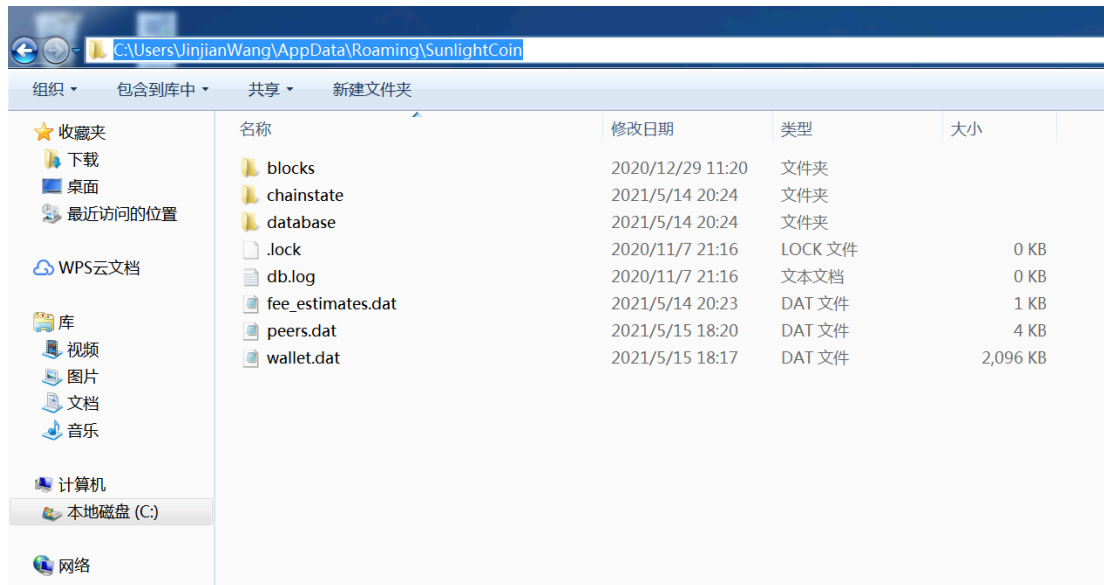 C:\Users\JinjianWang\AppData\Roaming\SunlightCoin
组织 包含到库中 共享 新建文件夹
收藏夹
下载
桌面
最近访问的位置
WPS云文档
库
视频
图片
文档
音乐
计算机
本地磁盘 (C:)
网络
名称 修改日期 类型 大小
blocks 2020/12/29 11:20 文件夹
chainstate 2021/5/14 20:24 文件夹
database 2021/5/14 20:24 文件夹
.lock 2020/11/7 21:16 LOCK 文件 0 KB
db.log 2020/11/7 21:16 文本文档 0 KB
fee_estimates.dat 2021/5/14 20:23 DAT 文件 1 KB
peers.dat 2021/5/15 18:20 DAT 文件 4 KB
wallet.dat 2021/5/15 18:17 DAT 文件 2,096 KB